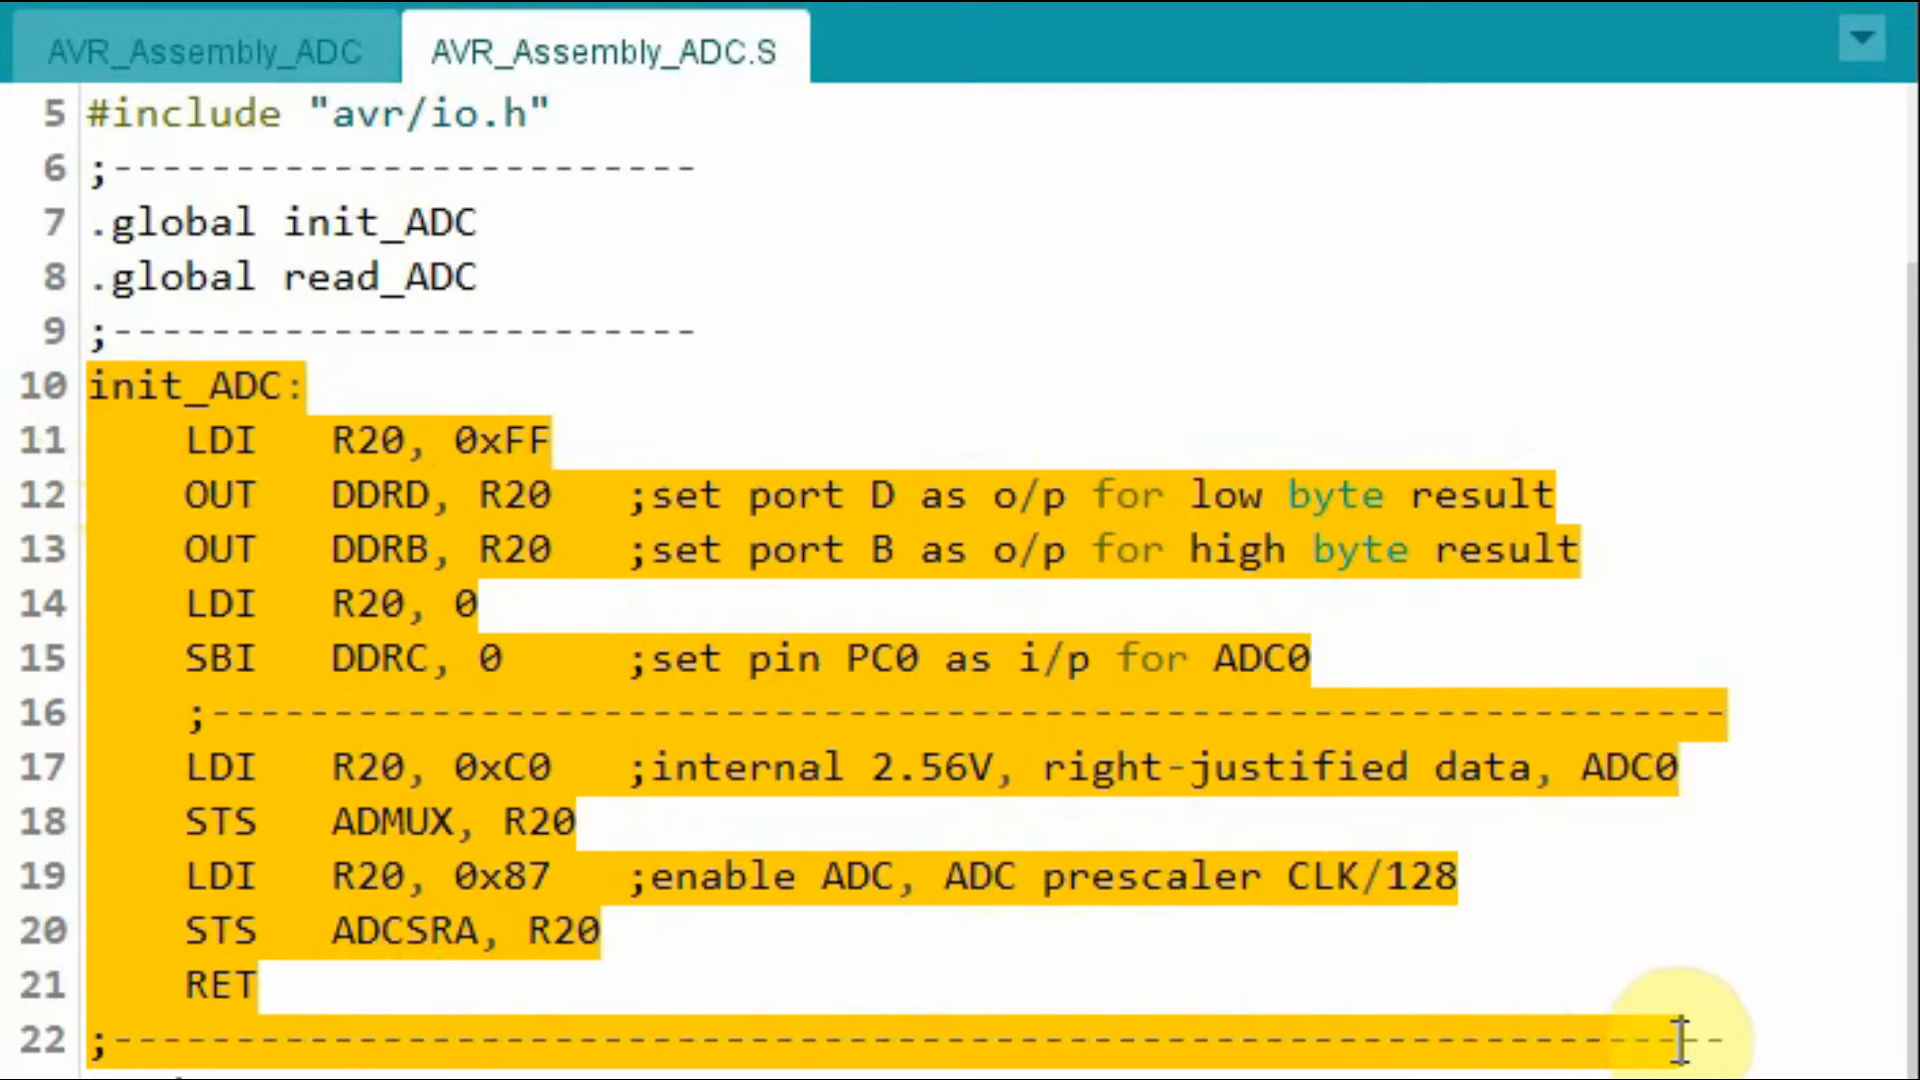 AVR_Assembly_ADC AVR_Assembly_ADC.S
5 #include "avr/io.h"
6 ;------------------------
7 .global init_ADC
8 .global read_ADC
9 ;------------------------
10 init_ADC:
11 LDI R20, 0xFF
12 OUT DDRD, R20 ;set port D as o/p for low byte result
13 OUT DDRB, R20 ;set port B as o/p for high byte result
14 LDI R20, 0
15 SBI DDRC, 0 ;set pin PC0 as i/p for ADC0
16 ;--------------------------------------------------------------
17 LDI R20, 0xC0 ;internal 2.56V, right-justified data, ADC0
18 STS ADMUX, R20
19 LDI R20, 0x87 ;enable ADC, ADC prescaler CLK/128
20 STS ADCSRA, R20
21 RET
22 ;------------------------------------------------------------------